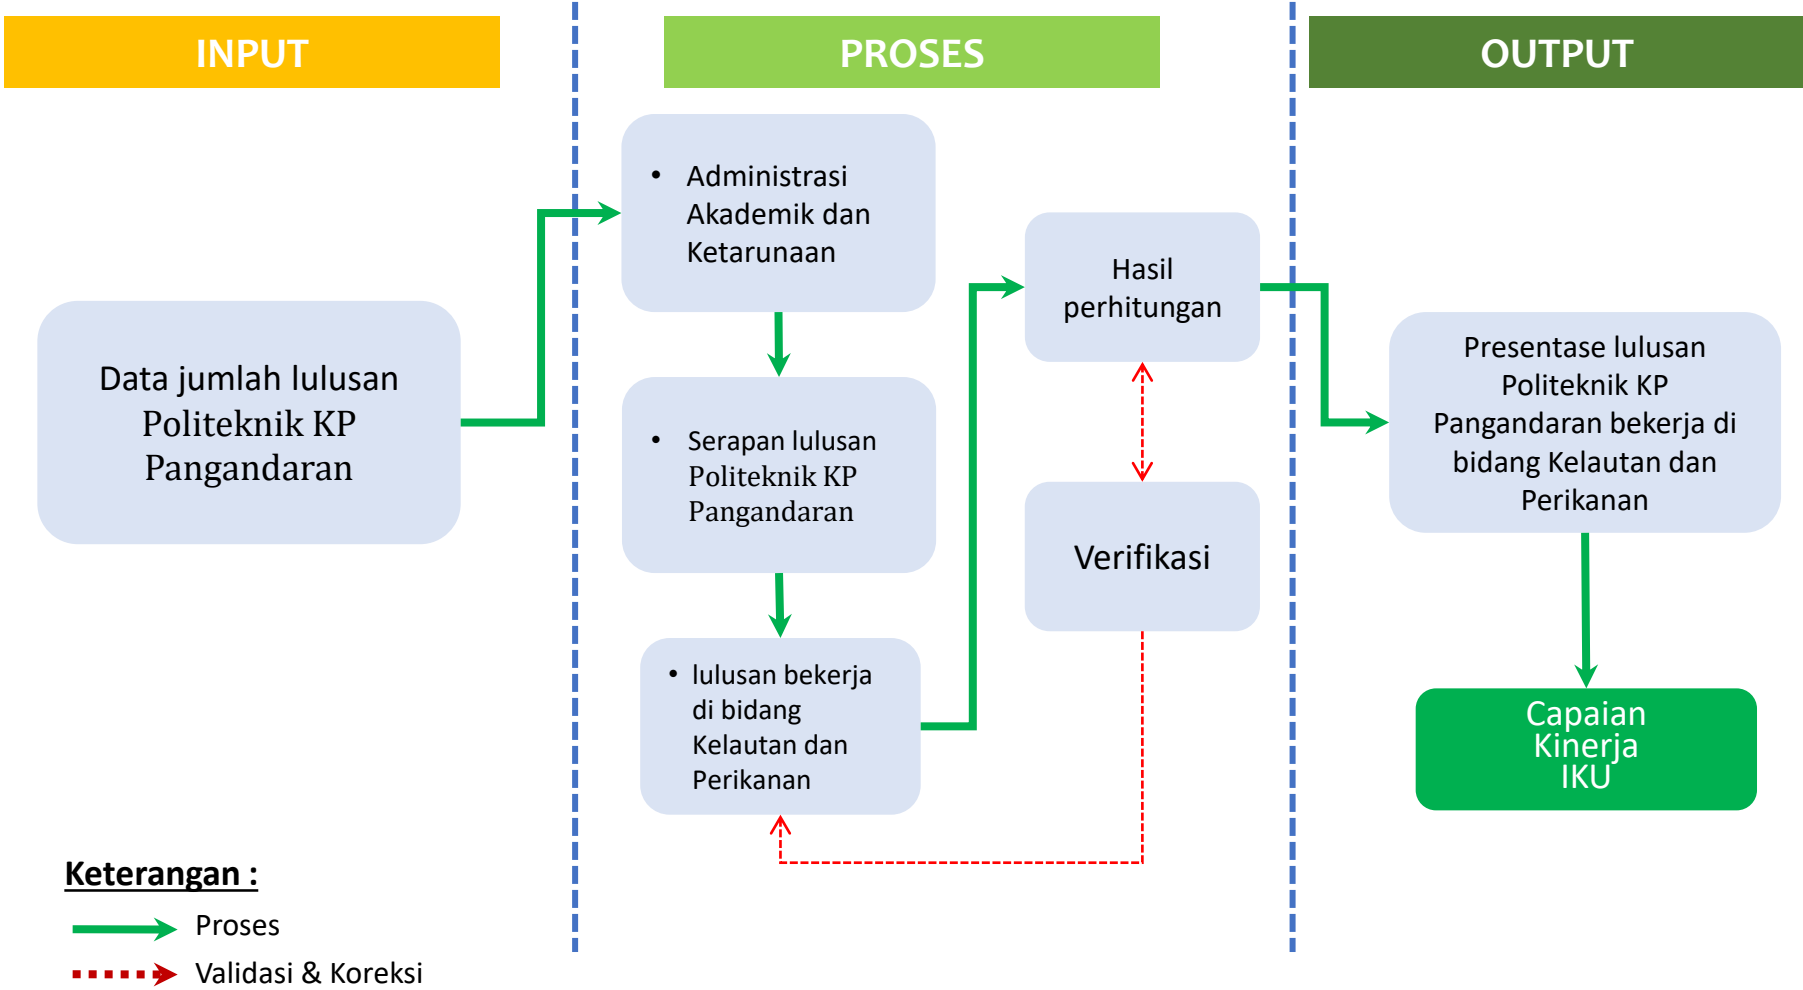 INPUT
PROSES
OUTPUT
Data jumlah lulusan
Politeknik KP
Pangandaran
• Administrasi
Akademik dan
Ketarunaan
• Serapan lulusan
Politeknik KP
Pangandaran
• lulusan bekerja
di bidang
Kelautan dan
Perikanan
Hasil
perhitungan
Verifikasi
Presentase lulusan
Politeknik KP
Pangandaran bekerja di
bidang Kelautan dan
Perikanan
Capaian
Kinerja
IKU
Keterangan :
Proses
Validasi & Koreksi